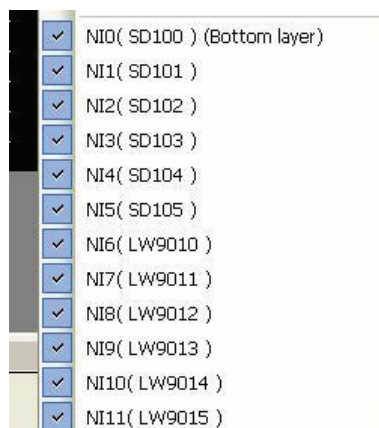 NI0( SD100 ) (Bottom layer)
NI1( SD101 )
NI2( SD102 )
NI3( SD103 )
NI4( SD104 )
NI5( SD105 )
NI6( LW9010 )
NI7( LW9011 )
NI8( LW9012 )
NI9( LW9013 )
NI10( LW9014 )
NI11( LW9015 )